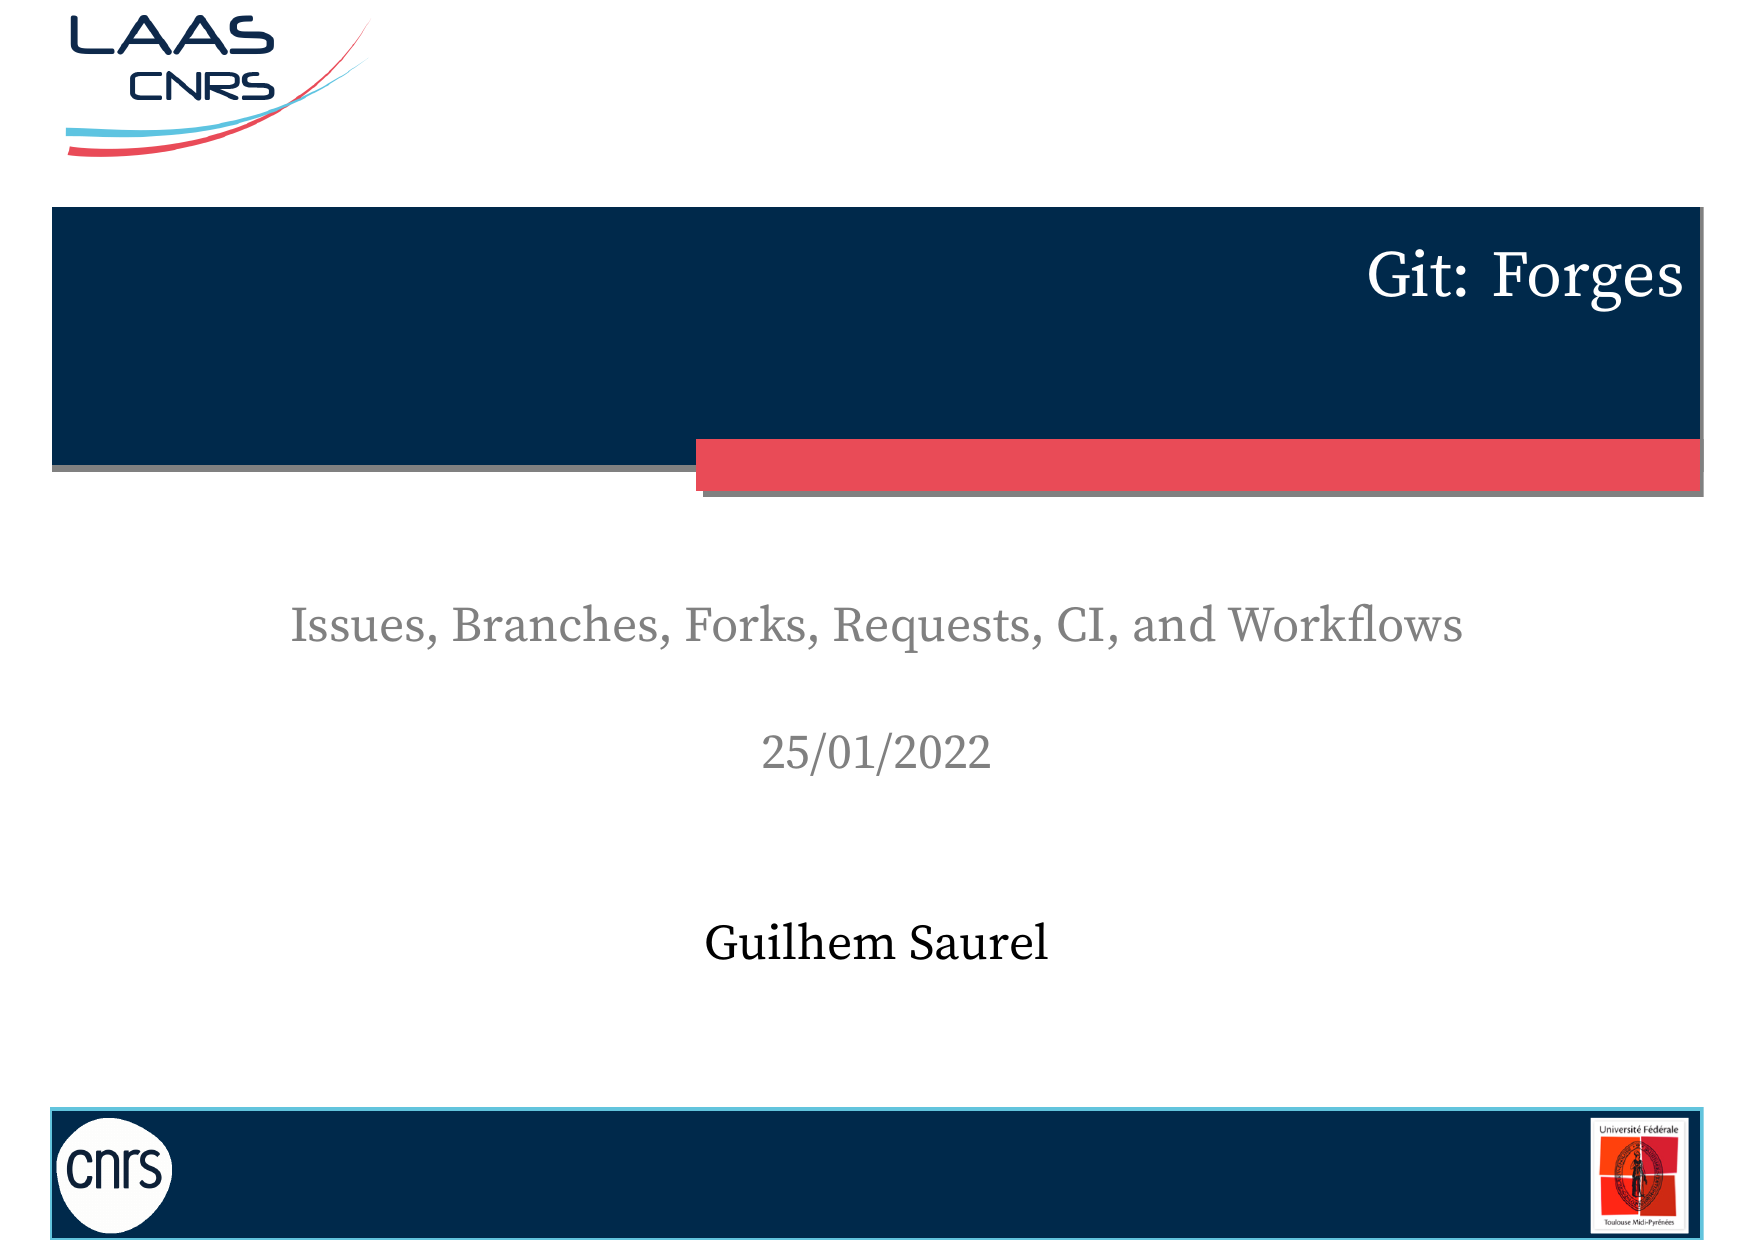 LAAS
CNRS
Git: Forges
Issues, Branches, Forks, Requests, CI, and Workflows
25/01/2022
Guilhem Saurel
cnrs
Université Fédérale
Toulouse Midi-Pyrénées